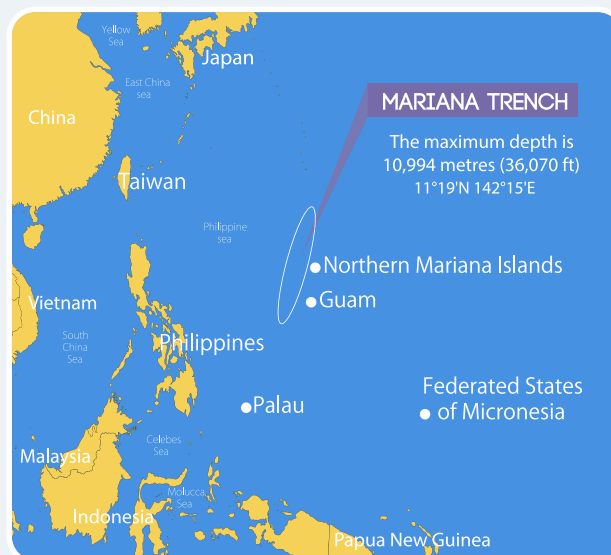 Yellow
Sea
Japan
East China
sea
China
MARIANA TRENCH
The maximum depth is
10,994 metres (36,070 ft)
11°19'N 142°15'E
Taiwan
Philippine
sea
Northern Mariana Islands
Guam
Vietnam
South
China
Sea
Philippines
Federated States
of Micronesia
Palau
Celebes
Sea
Malaysia
Molucca
Sea
Indonesia
Papua New Guinea